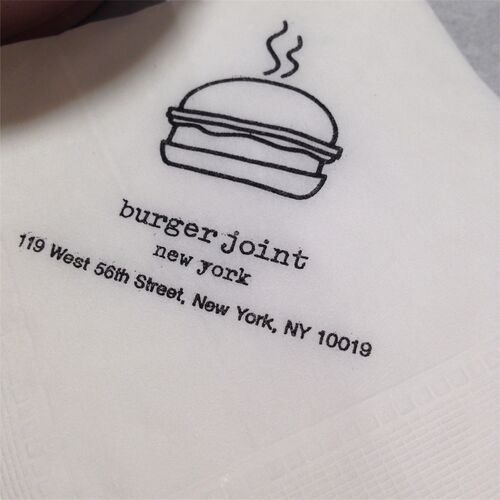 burger joint
new york
119 West 56th Street, New York, NY 10019